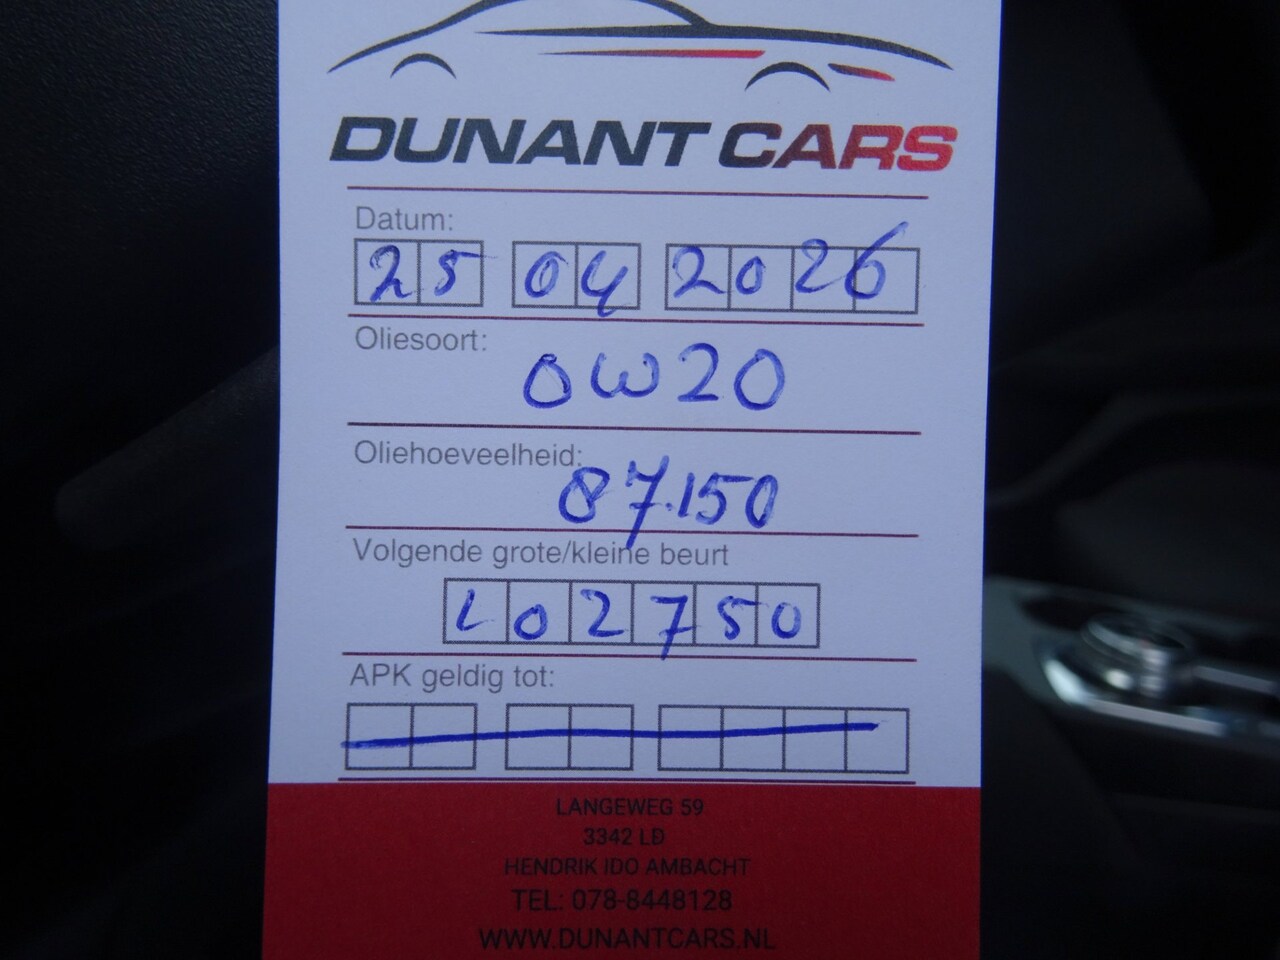 DUNANT CARS
Datum:
25 04 2026
Oliesoort:
0W20
Oliehoeveelheid:
87.150
Volgende grote/kleine beurt
102750
APK geldig tot:
LANGEWEG 59
3342 LD
HENDRIK IDO AMBACHT
TEL: 078-8448128
WWW.DUNANTCARS.NL